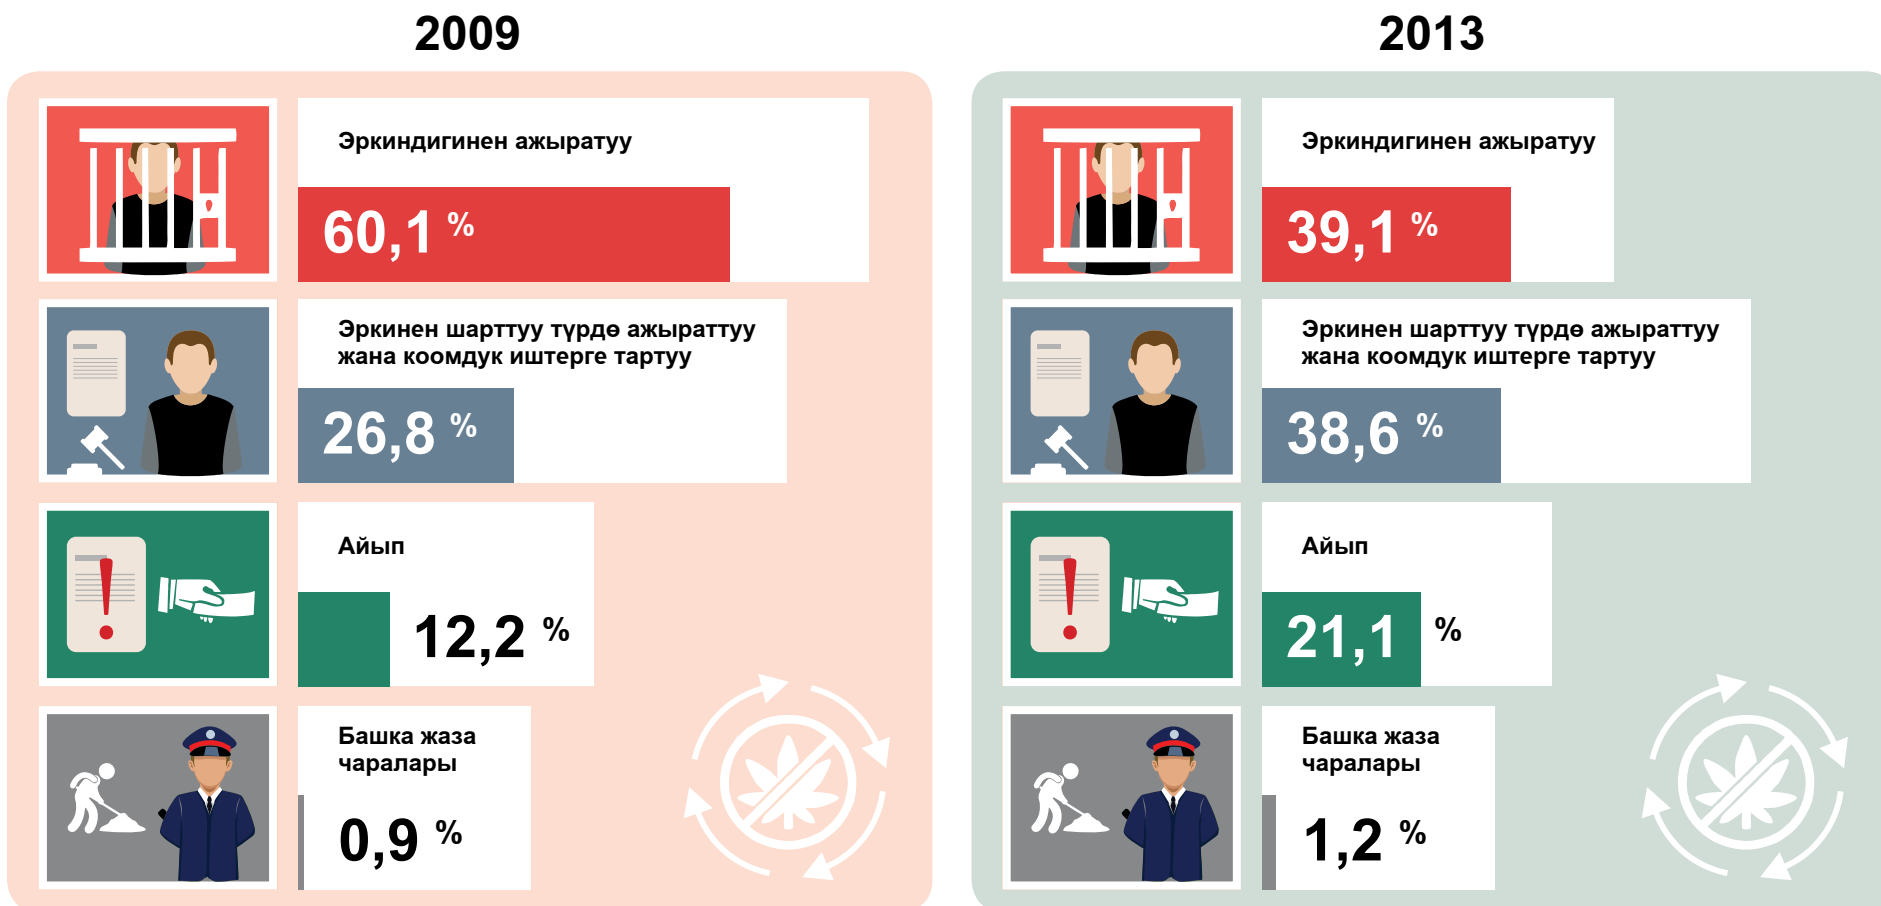 2009
Эркиндигинен ажыратуу
60,1 %
Эркинен шарттуу түрдө ажыраттуу
жана коомдук иштерге тартуу
26,8 %
Айып
12,2 %
Башка жаза
чаралары
0,9 %
2013
Эркиндигинен ажыратуу
39,1 %
Эркинен шарттуу түрдө ажыраттуу
жана коомдук иштерге тартуу
38,6 %
Айып
21,1 %
Башка жаза
чаралары
1,2 %